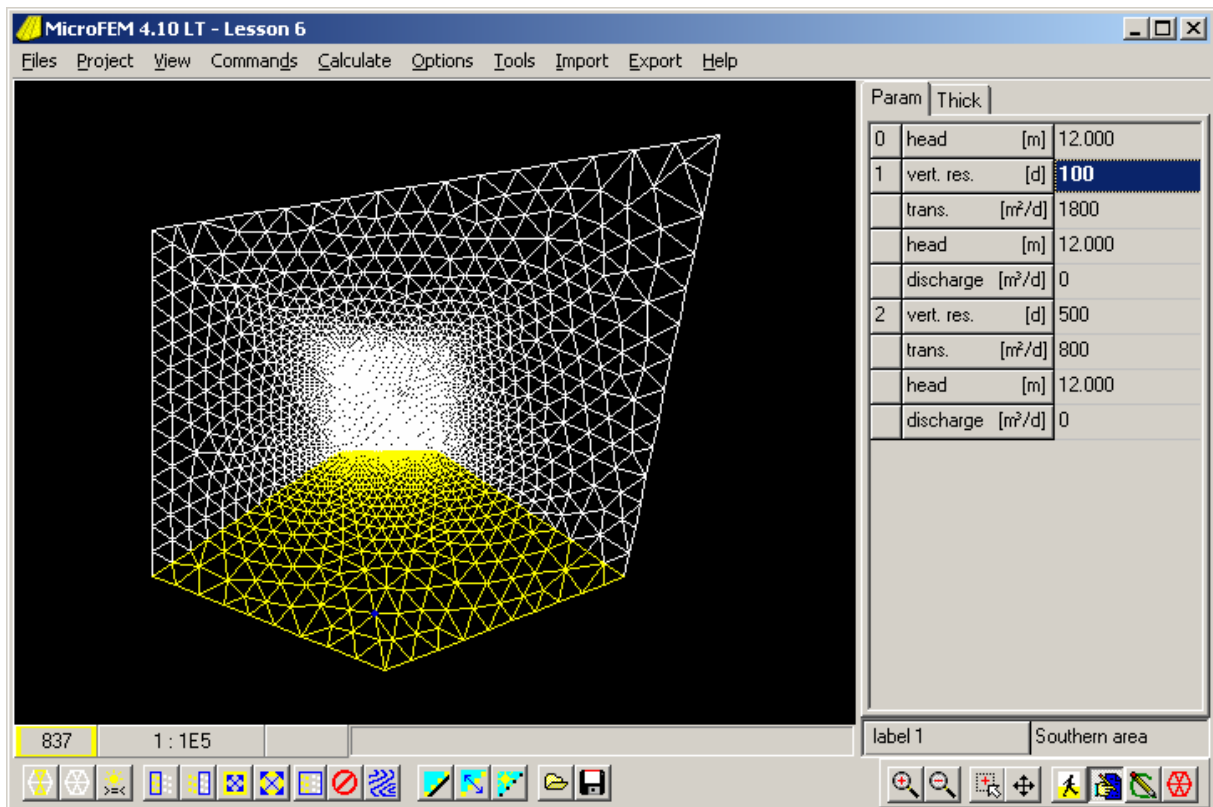 MicroFEM 4.10 LT - Lesson 6
Files Project View Commands Calculate Options Tools Import Export Help
Param Thick
0 head [m] 12.000
1 vert. res. [d] 100
trans. [m²/d] 1800
head [m] 12.000
discharge [m³/d] 0
2 vert. res. [d] 500
trans. [m²/d] 800
head [m] 12.000
discharge [m³/d] 0
837 1 : 1E5
label 1 Southern area